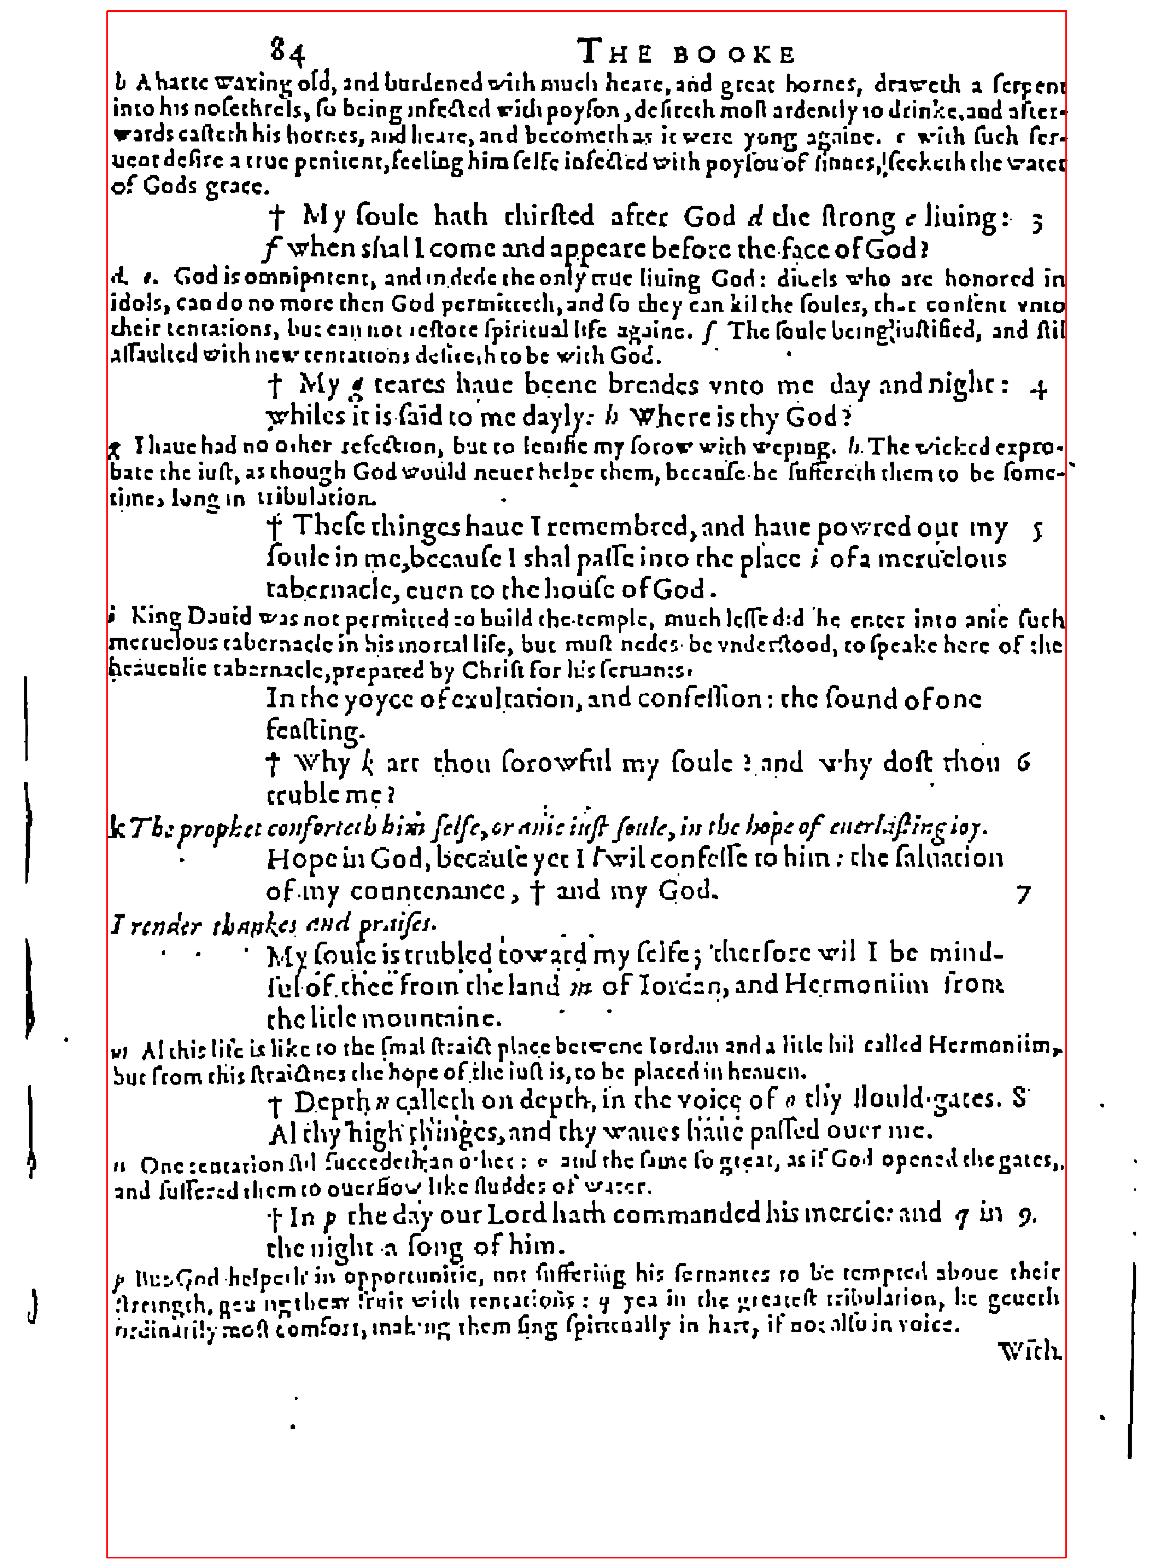 84 THE BOOKE
b A harte waxing old, and burdened with much heare, and great hornes, draweth a ſerpent
into his noſethrels, ſo being infected with poyſon, deſireth moſt ardently to drinke, and after-
wards caſteth his hornes, and heare, and becometh as it were yong againe. c with ſuch fer-
uent deſire a true penitent, feeling him ſelfe infected with poyſon of ſinnes, ſeeketh the water
of Gods grace.
† My ſoule hath thirſted after God d the ſtrong e liuing: 3
f when shal I come and appeare before the face of God?
d. e. God is omnipotent, and in dede the only true liuing God: diuels who are honored in
idols, can do no more then God permitteth, and ſo they can kil the ſoules, that conſent vnto
their tentations, but can not reſtore ſpiritual life againe. f The ſoule being iuſtified, and ſtil
aſſaulted with new tentations deſireth to be with God.
† My g teares haue beene breades vnto me day and night: 4
whiles it is ſaid to me dayly: h Where is thy God?
g I haue had no other refection, but to lenifie my ſorow with weping. h. The wicked expro-
bate the iuſt, as though God would neuer helpe them, becauſe he ſuffereth them to be ſome-
times long in tribulation.
† Theſe thinges haue I remembred, and haue powred out my 5
ſoule in me, becauſe I shal paſſe into the place i of a meruelous
tabernacle, euen to the houſe of God.
i King Dauid was not permitted to build the temple, much leſſe did he enter into anie ſuch
meruelous tabernacle in his mortal life, but muſt nedes be vnderſtood, to ſpeake here of the
heauenlie tabernacle, prepared by Chriſt for his ſeruants.
In the voyce of exultation, and confeſſion: the ſound of one
feaſting.
† Why k art thou ſorowful my ſoule? and why doſt thou 6
truble me?
k The prophet conforteth him ſelfe, or anie iuſt ſoule, in the hope of euerlaſting ioy.
Hope in God, becauſe yet I l wil confeſſe to him: the ſaluation
of my countenance, † and my God. 7
I render thankes and praiſes.
My ſoule is trubled toward my ſelfe; therfore wil I be mind-
ful of thee from the land m of Iordan, and Hermoniim from
the litle mountaine.
m Al this life is like to the ſmal ſtraict place betwene Iordan and a litle hil called Hermoniim,
but from this ſtraictnes the hope of the iuſt is, to be placed in heauen.
† Depth n calleth on depth, in the voice of o thy flould-gates. 8
Al thy high thinges, and thy waues haue paſſed ouer me.
n One tentation ſtil ſuccedeth an other: o and the ſame ſo great, as if God opened the gates,
and ſuffered them to ouerflow like fluddes of water.
† In p the day our Lord hath commanded his mercie: and q in 9.
the night a ſong of him.
p But God helpeth in opportunitie, not ſuffering his ſeruantes to be tempted aboue their
ſtrength, geuing them fruit with tentations: q yea in the greateſt tribulation, he geueth
ordinarily moſt comfort, making them ſing ſpiritually in hart, if not alſo in voice.
With